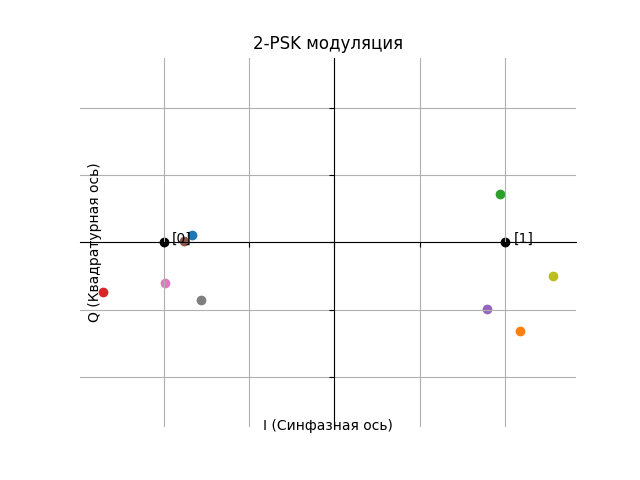 2-PSK модуляция
[0]
[1]
Q (Квадратурная ось)
I (Синфазная ось)